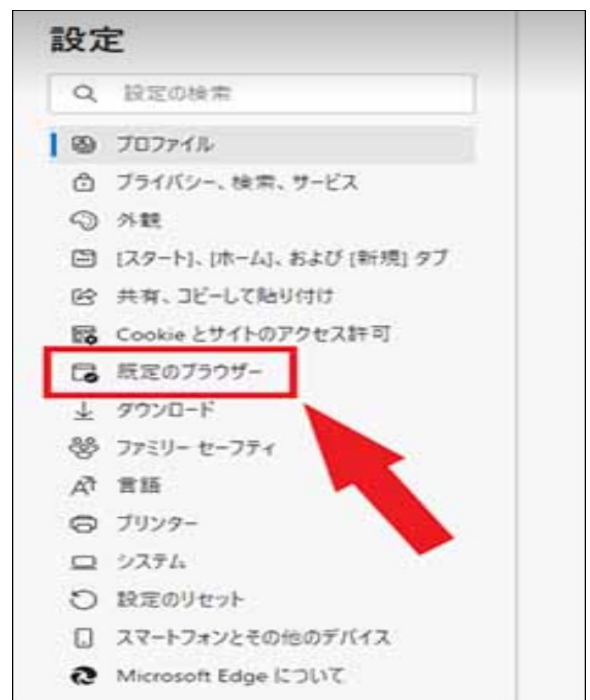 設定
設定の検索
プロファイル
プライバシー、検索、サービス
外観
[スタート]、[ホーム]、および [新規] タブ
共有、コピーして貼り付け
Cookie とサイトのアクセス許可
既定のブラウザー
ダウンロード
ファミリー セーフティ
言語
プリンター
システム
設定のリセット
スマートフォンとその他のデバイス
Microsoft Edge について